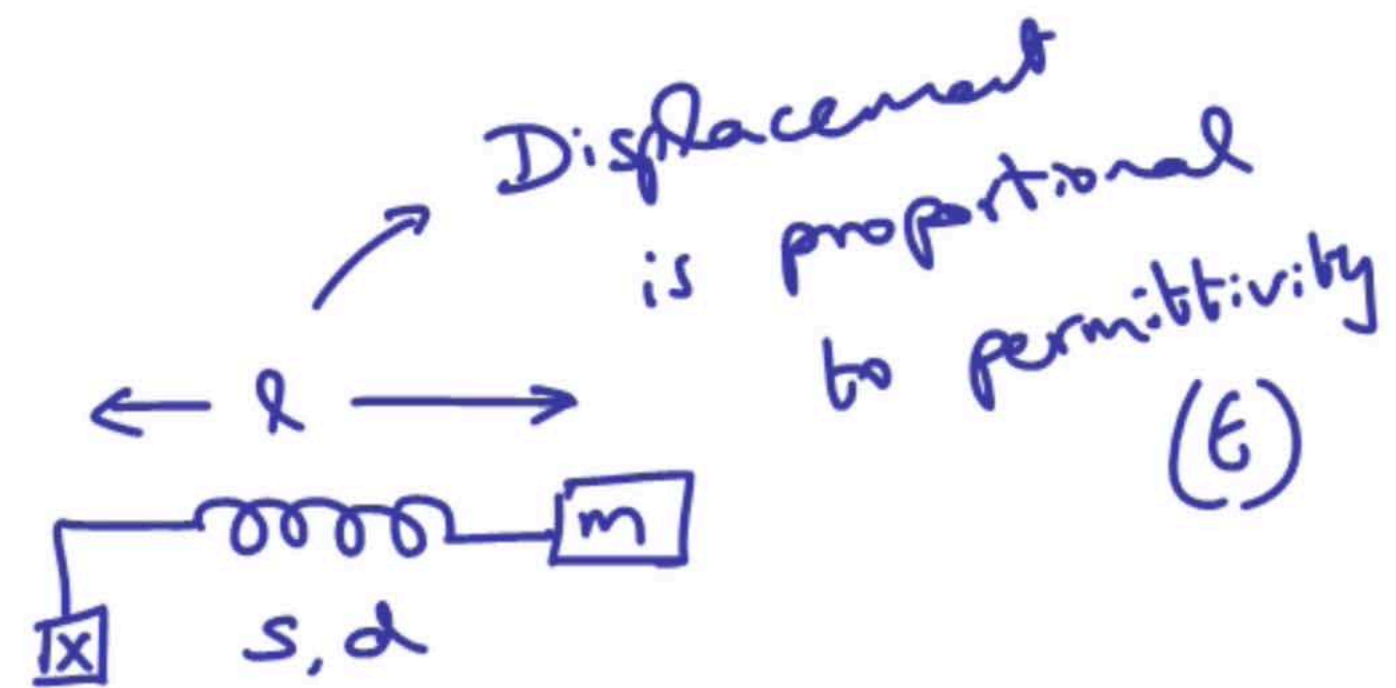 Displacement
is proportional
to permittivity
(ε)
l
m
x
s, d